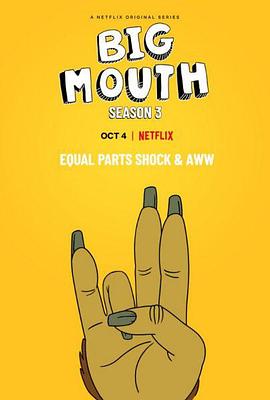 A NETFLIX ORIGINAL SERIES
BIG
MOUTH
SEASON 3
OCT 4 | NETFLIX
EQUAL PARTS SHOCK & AWW